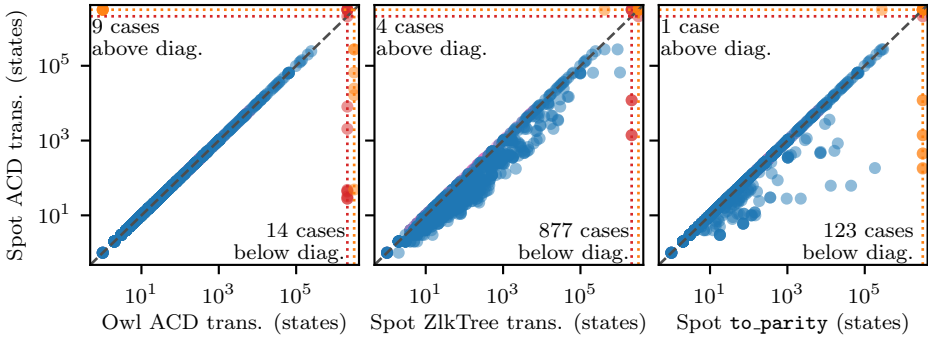 Spot ACD trans. (states)
10^5
10^3
10^1
9 cases
above diag.
14 cases
below diag.
10^1
10^3
10^5
Owl ACD trans. (states)
4 cases
above diag.
877 cases
below diag.
10^1
10^3
10^5
Spot ZlkTree trans. (states)
1 case
above diag.
123 cases
below diag.
10^1
10^3
10^5
Spot to_parity (states)